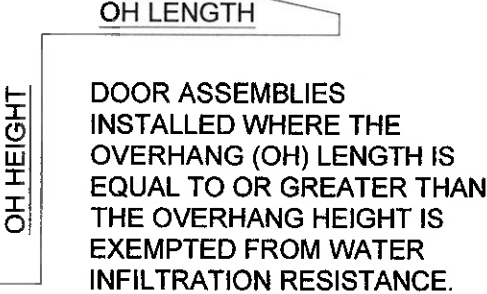 OH LENGTH
OH HEIGHT
DOOR ASSEMBLIES
INSTALLED WHERE THE
OVERHANG (OH) LENGTH IS
EQUAL TO OR GREATER THAN
THE OVERHANG HEIGHT IS
EXEMPTED FROM WATER
INFILTRATION RESISTANCE.